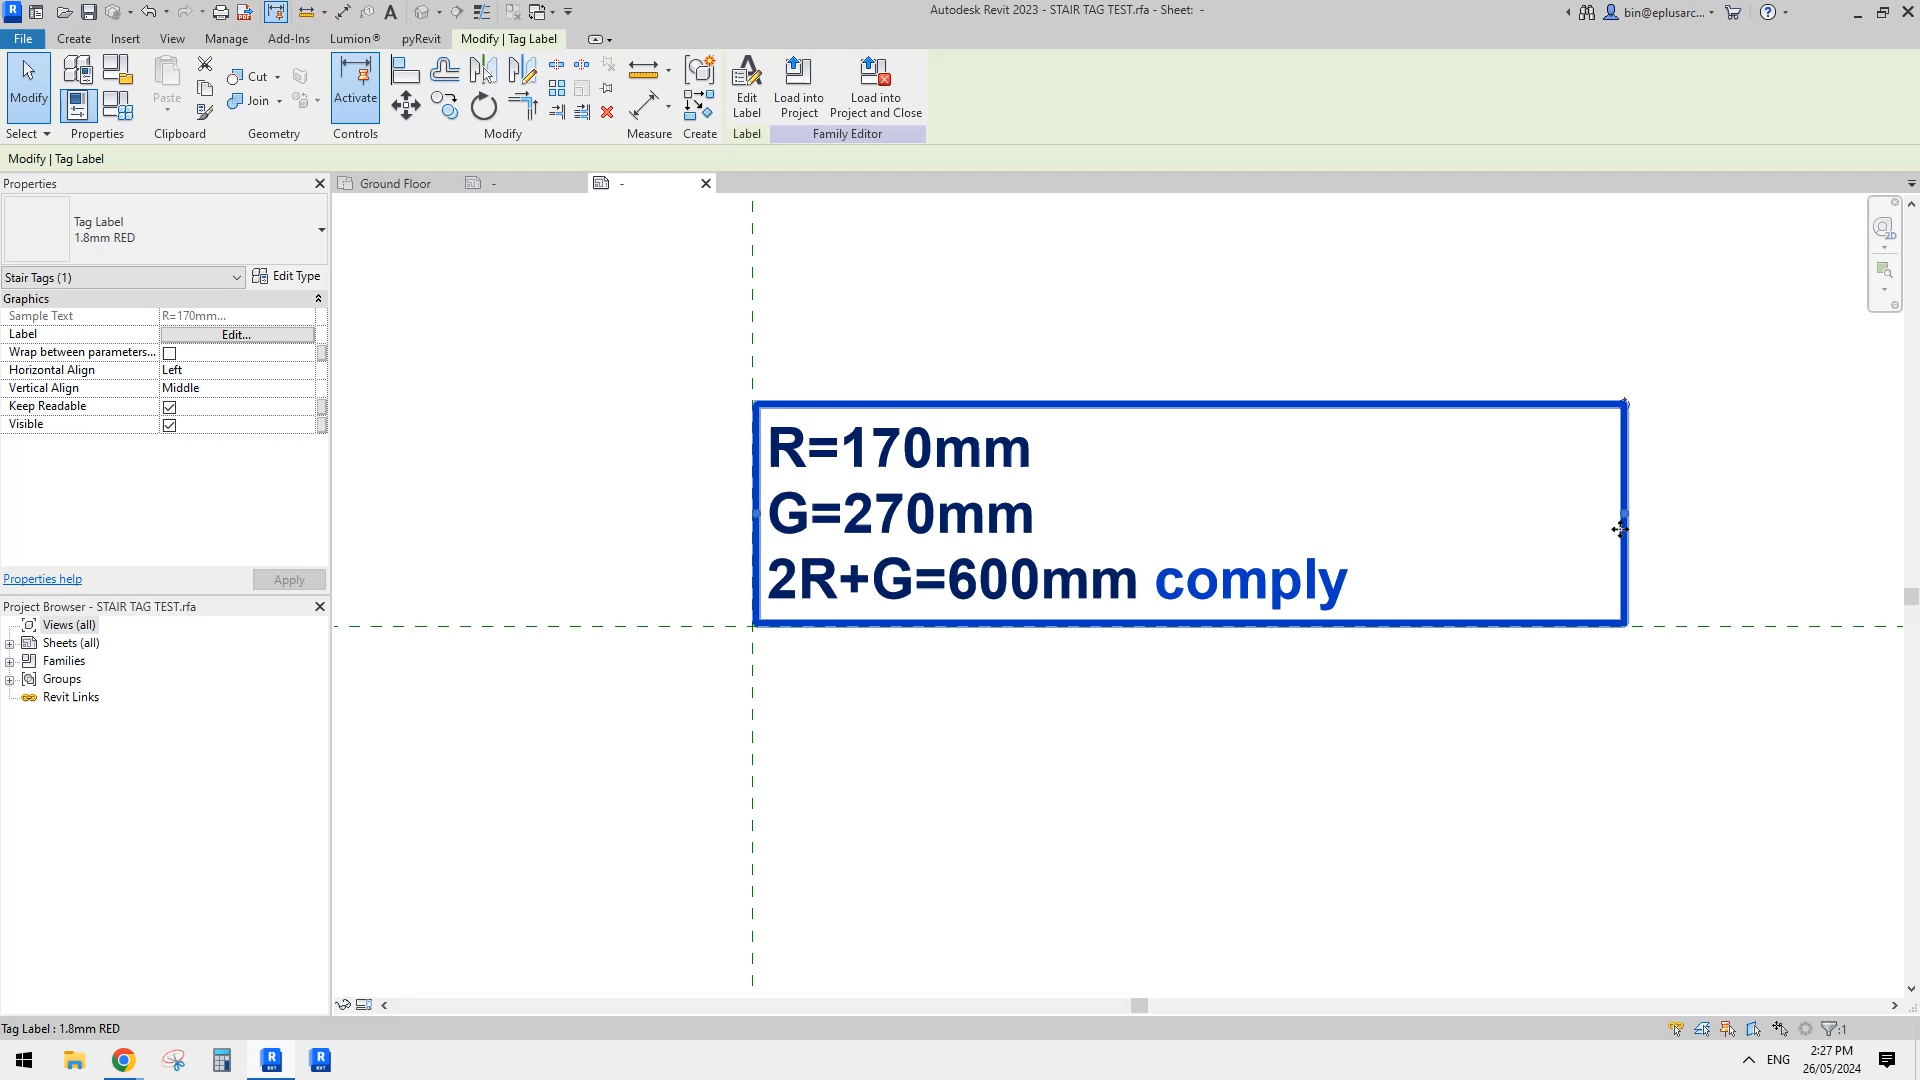 Autodesk Revit 2023 - STAIR TAG TEST.rfa - Sheet: -
bin@eplusarc...
File Create Insert Annotate View Manage Add-Ins Lumion® pyRevit Modify | Tag Label
Modify
Paste
Cut
Join
Activate
Edit Label
Load into Project
Load into Project and Close
Select Properties Clipboard Geometry Controls Modify Measure Create Label Family Editor
Modify | Tag Label
Properties
Ground Floor
-
-
Tag Label
1.8mm RED
Stair Tags (1)
Edit Type
Graphics
Sample Text R=170mm...
Label Edit...
Wrap between parameters...
Horizontal Align Left
Vertical Align Middle
Keep Readable
Visible
Properties help
Apply
Project Browser - STAIR TAG TEST.rfa
Views (all)
Sheets (all)
Families
Groups
Revit Links
R=170mm
G=270mm
2R+G=600mm comply
2D
Tag Label : 1.8mm RED
:1
ENG
2:27 PM
26/05/2024